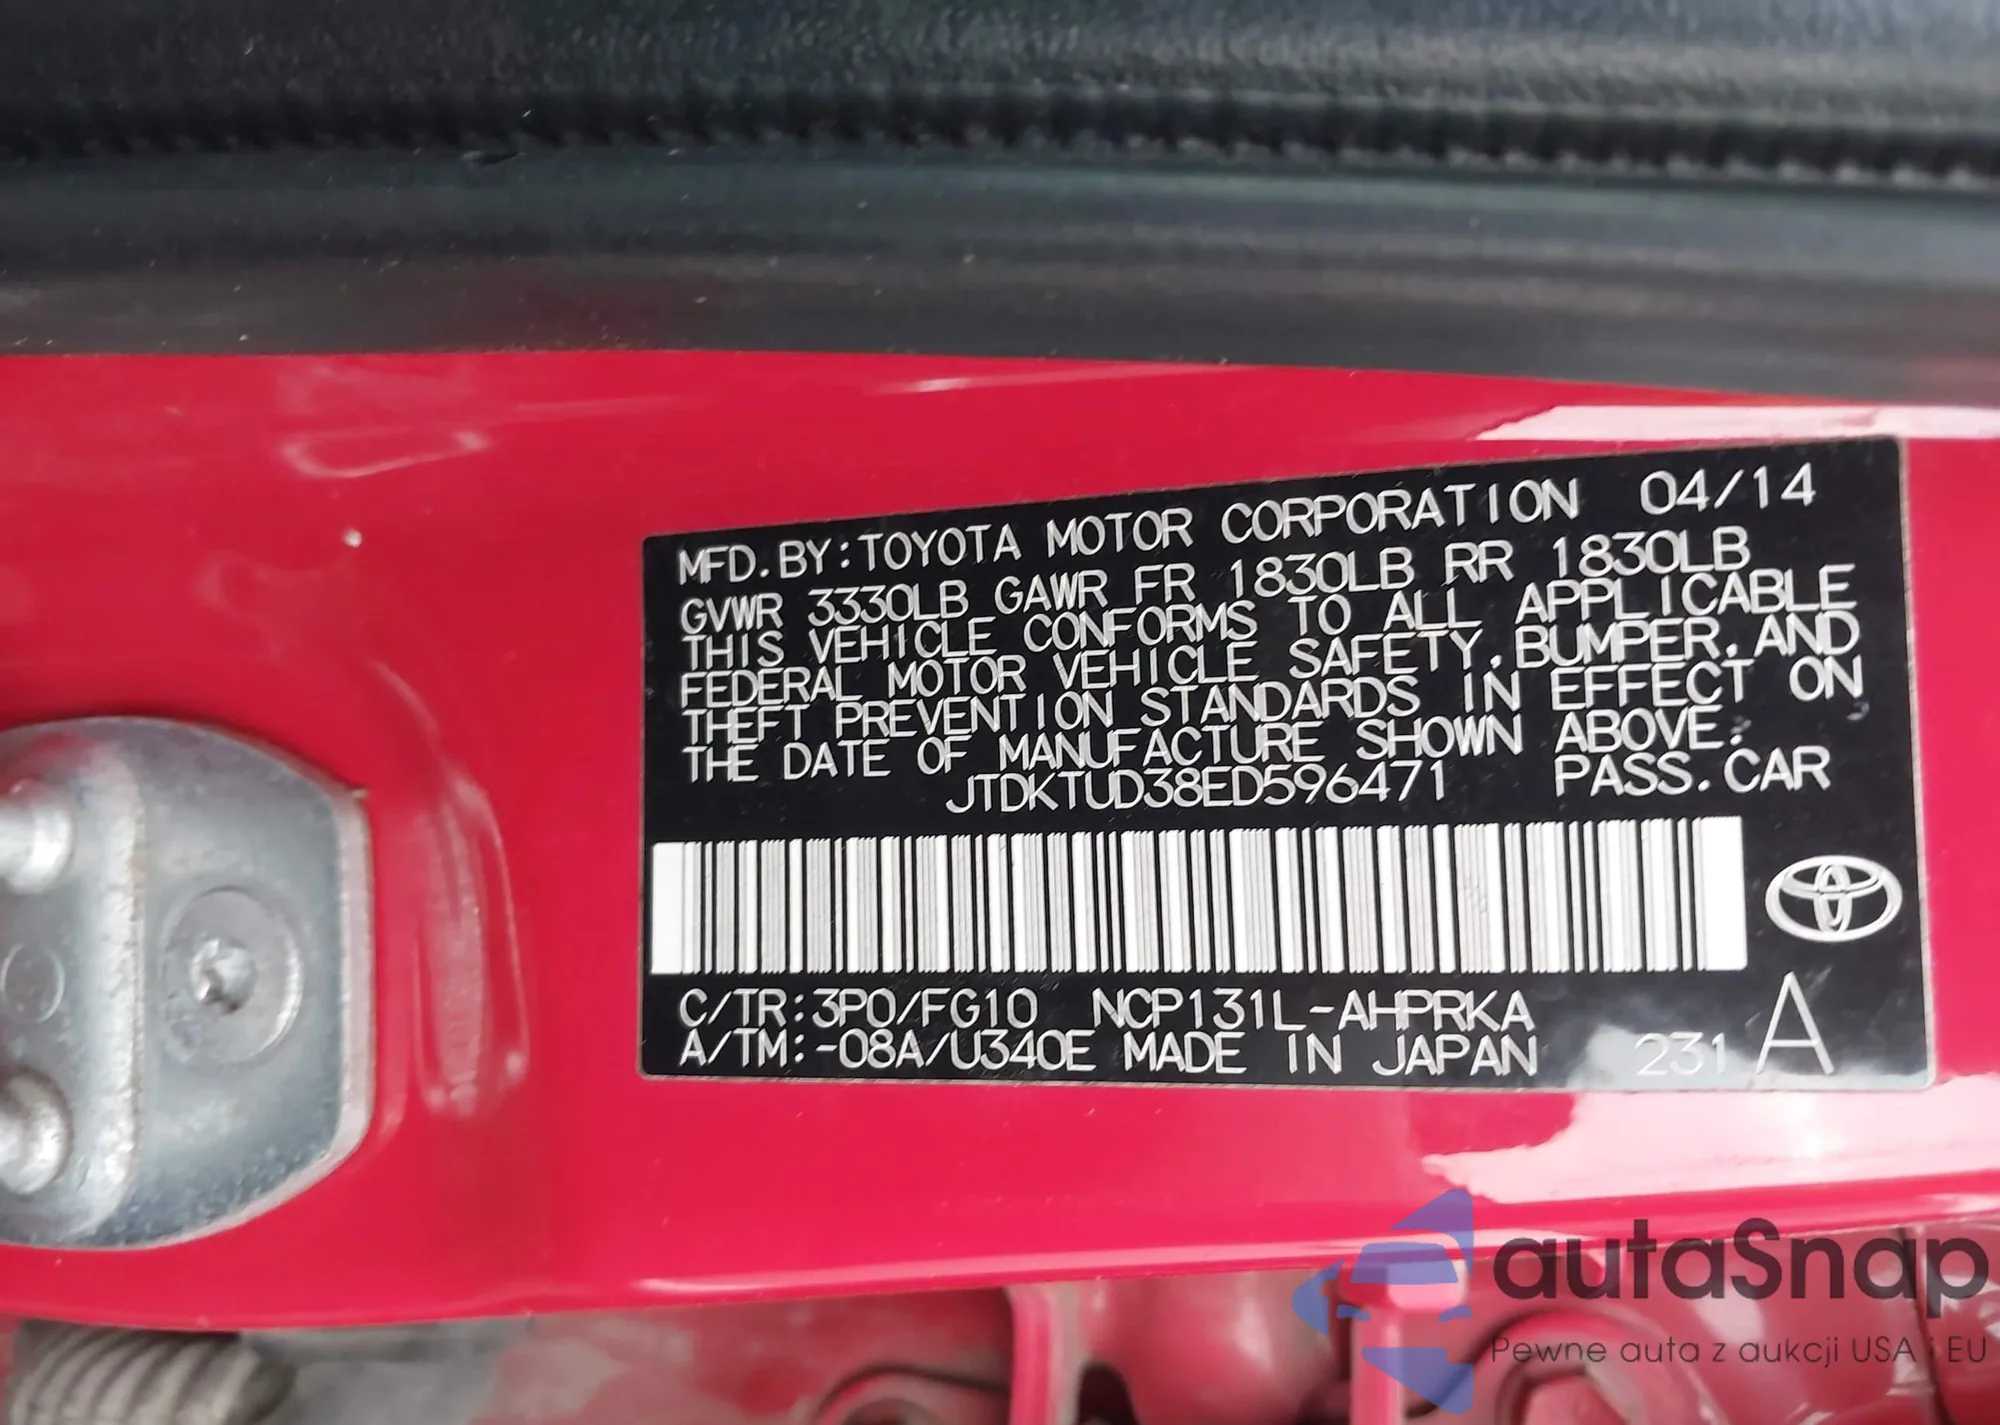 MFD.BY:TOYOTA MOTOR CORPORATION 04/14
GVWR 3330LB GAWR FR 1830LB RR 1830LB
THIS VEHICLE CONFORMS TO ALL APPLICABLE
FEDERAL MOTOR VEHICLE SAFETY,BUMPER,AND
THEFT PREVENTION STANDARDS IN EFFECT ON
THE DATE OF MANUFACTURE SHOWN ABOVE.
JTDKTUD38ED596471 PASS.CAR
C/TR:3P0/FG10 NCP131L-AHPRKA
A/TM:-08A/U340E MADE IN JAPAN 231 A
autaSnap
Pewne auta z aukcji USA i EU